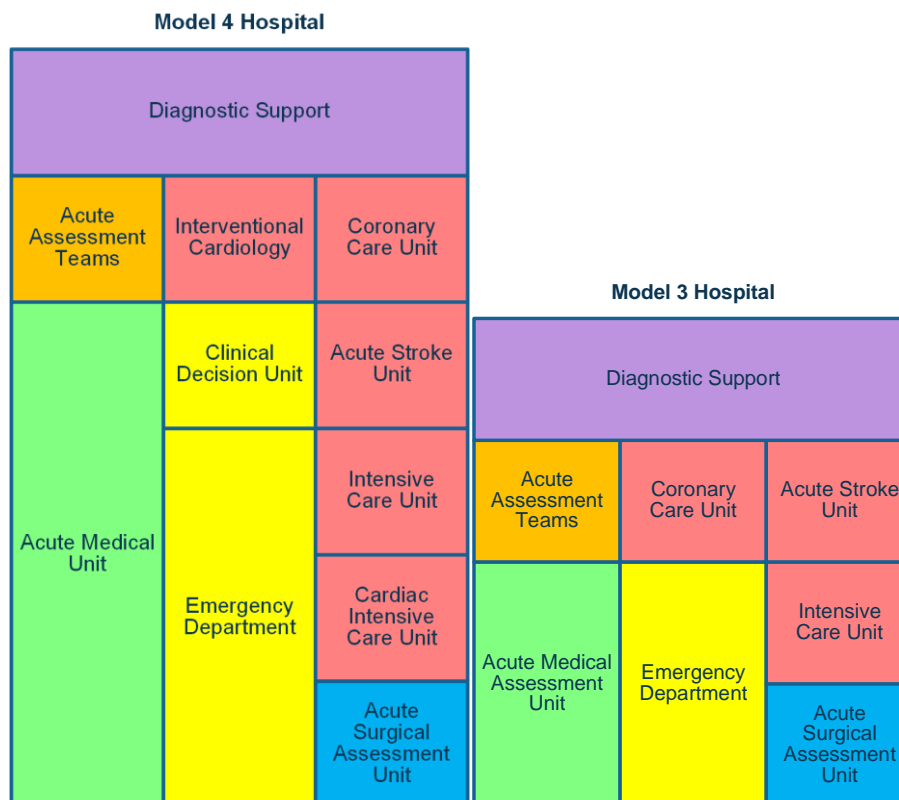 Model 4 Hospital
Diagnostic Support
Acute
Assessment
Teams
Interventional
Cardiology
Coronary
Care Unit
Clinical
Decision Unit
Acute Stroke
Unit
Acute Medical
Unit
Emergency
Department
Intensive
Care Unit
Cardiac
Intensive
Care Unit
Acute
Surgical
Assessment
Unit
Model 3 Hospital
Diagnostic Support
Acute
Assessment
Teams
Coronary
Care Unit
Acute Stroke
Unit
Acute Medical
Assessment
Unit
Emergency
Department
Intensive
Care Unit
Acute
Surgical
Assessment
Unit